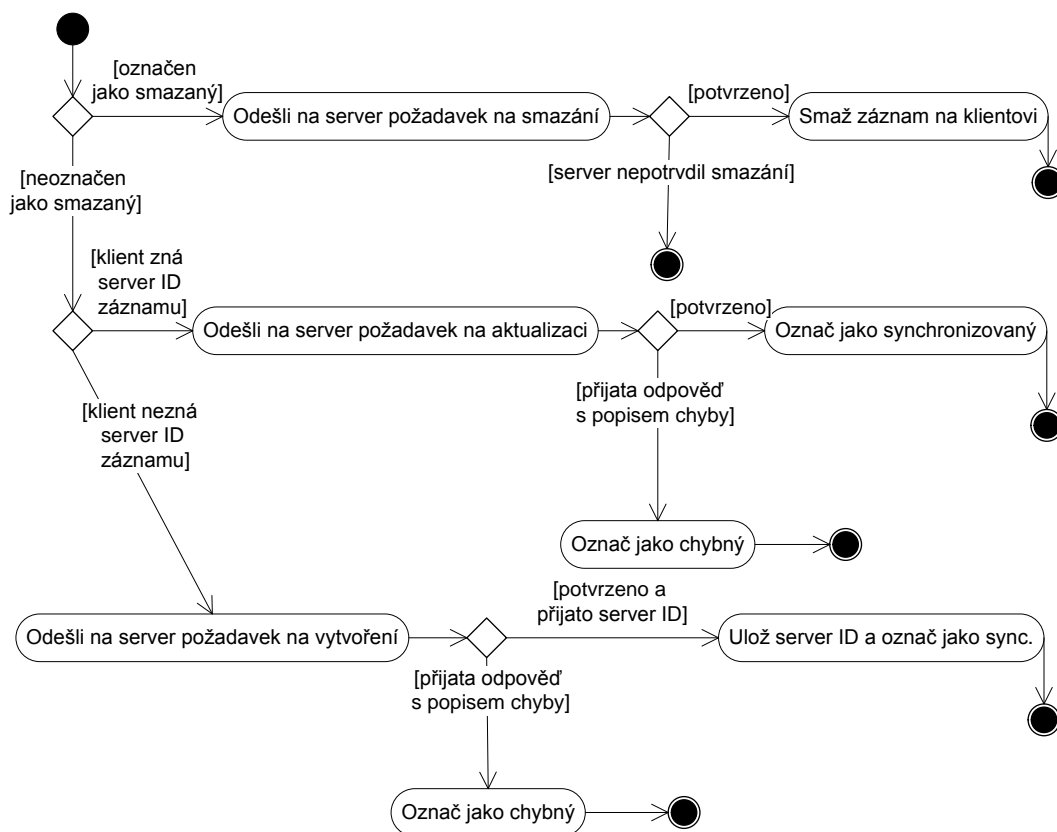 [označen
jako smazaný]
Odešli na server požadavek na smazání
[potvrzeno]
Smaž záznam na klientovi
[server nepotrvdil smazání]
[neoznačen
jako smazaný]
[klient zná
server ID
záznamu]
Odešli na server požadavek na aktualizaci
[potvrzeno]
Označ jako synchronizovaný
[přijata odpověď
s popisem chyby]
[klient nezná
server ID
záznamu]
Označ jako chybný
[potvrzeno a
přijato server ID]
Odešli na server požadavek na vytvoření
Ulož server ID a označ jako sync.
[přijata odpověď
s popisem chyby]
Označ jako chybný